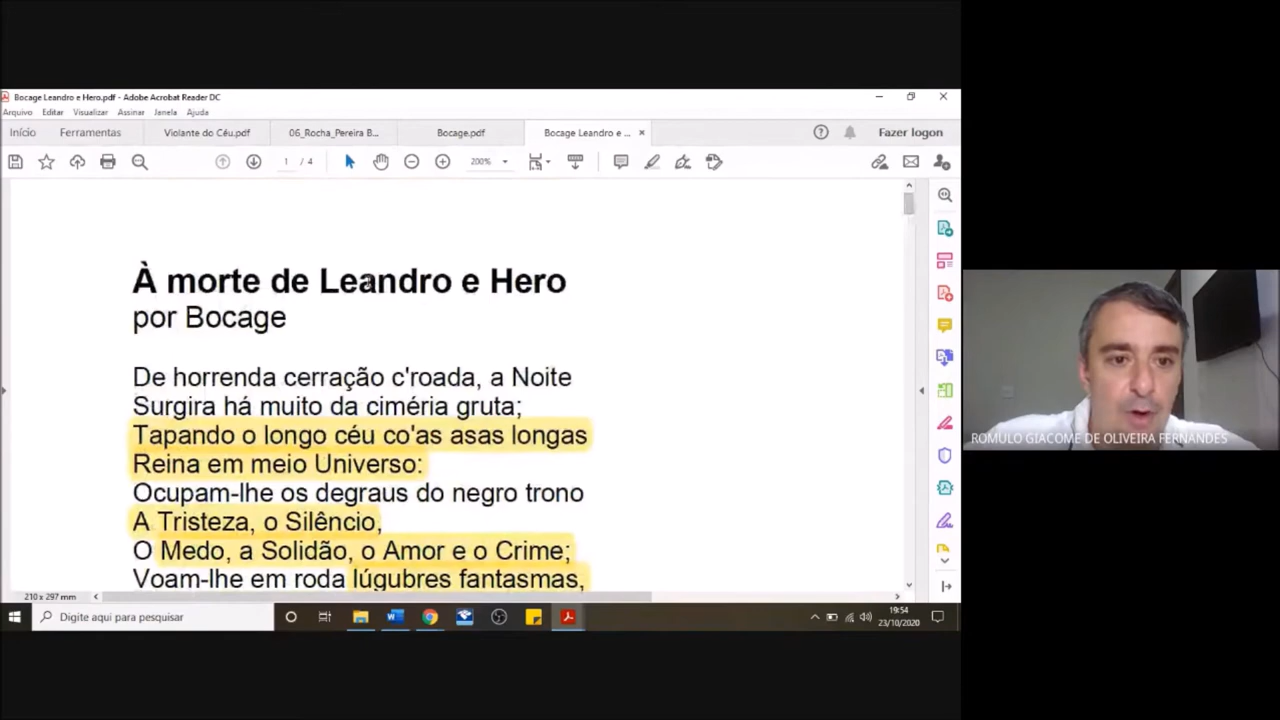 Bocage Leandro e Hero.pdf - Adobe Acrobat Reader DC
Arquivo Editar Visualizar Assinar Janela Ajuda
Início Ferramentas Violante do Céu.pdf 06_Rocha_Pereira B... Bocage.pdf Bocage Leandro e ... Fazer logon
1 / 4 200%
À morte de Leandro e Hero
por Bocage
De horrenda cerração c'roada, a Noite
Surgira há muito da ciméria gruta;
Tapando o longo céu co'as asas longas
Reina em meio Universo:
Ocupam-lhe os degraus do negro trono
A Tristeza, o Silêncio,
O Medo, a Solidão, o Amor e o Crime;
Voam-lhe em roda lúgubres fantasmas,
210 x 297 mm
Digite aqui para pesquisar
19:54
23/10/2020
ROMULO GIACOME DE OLIVEIRA FERNANDES